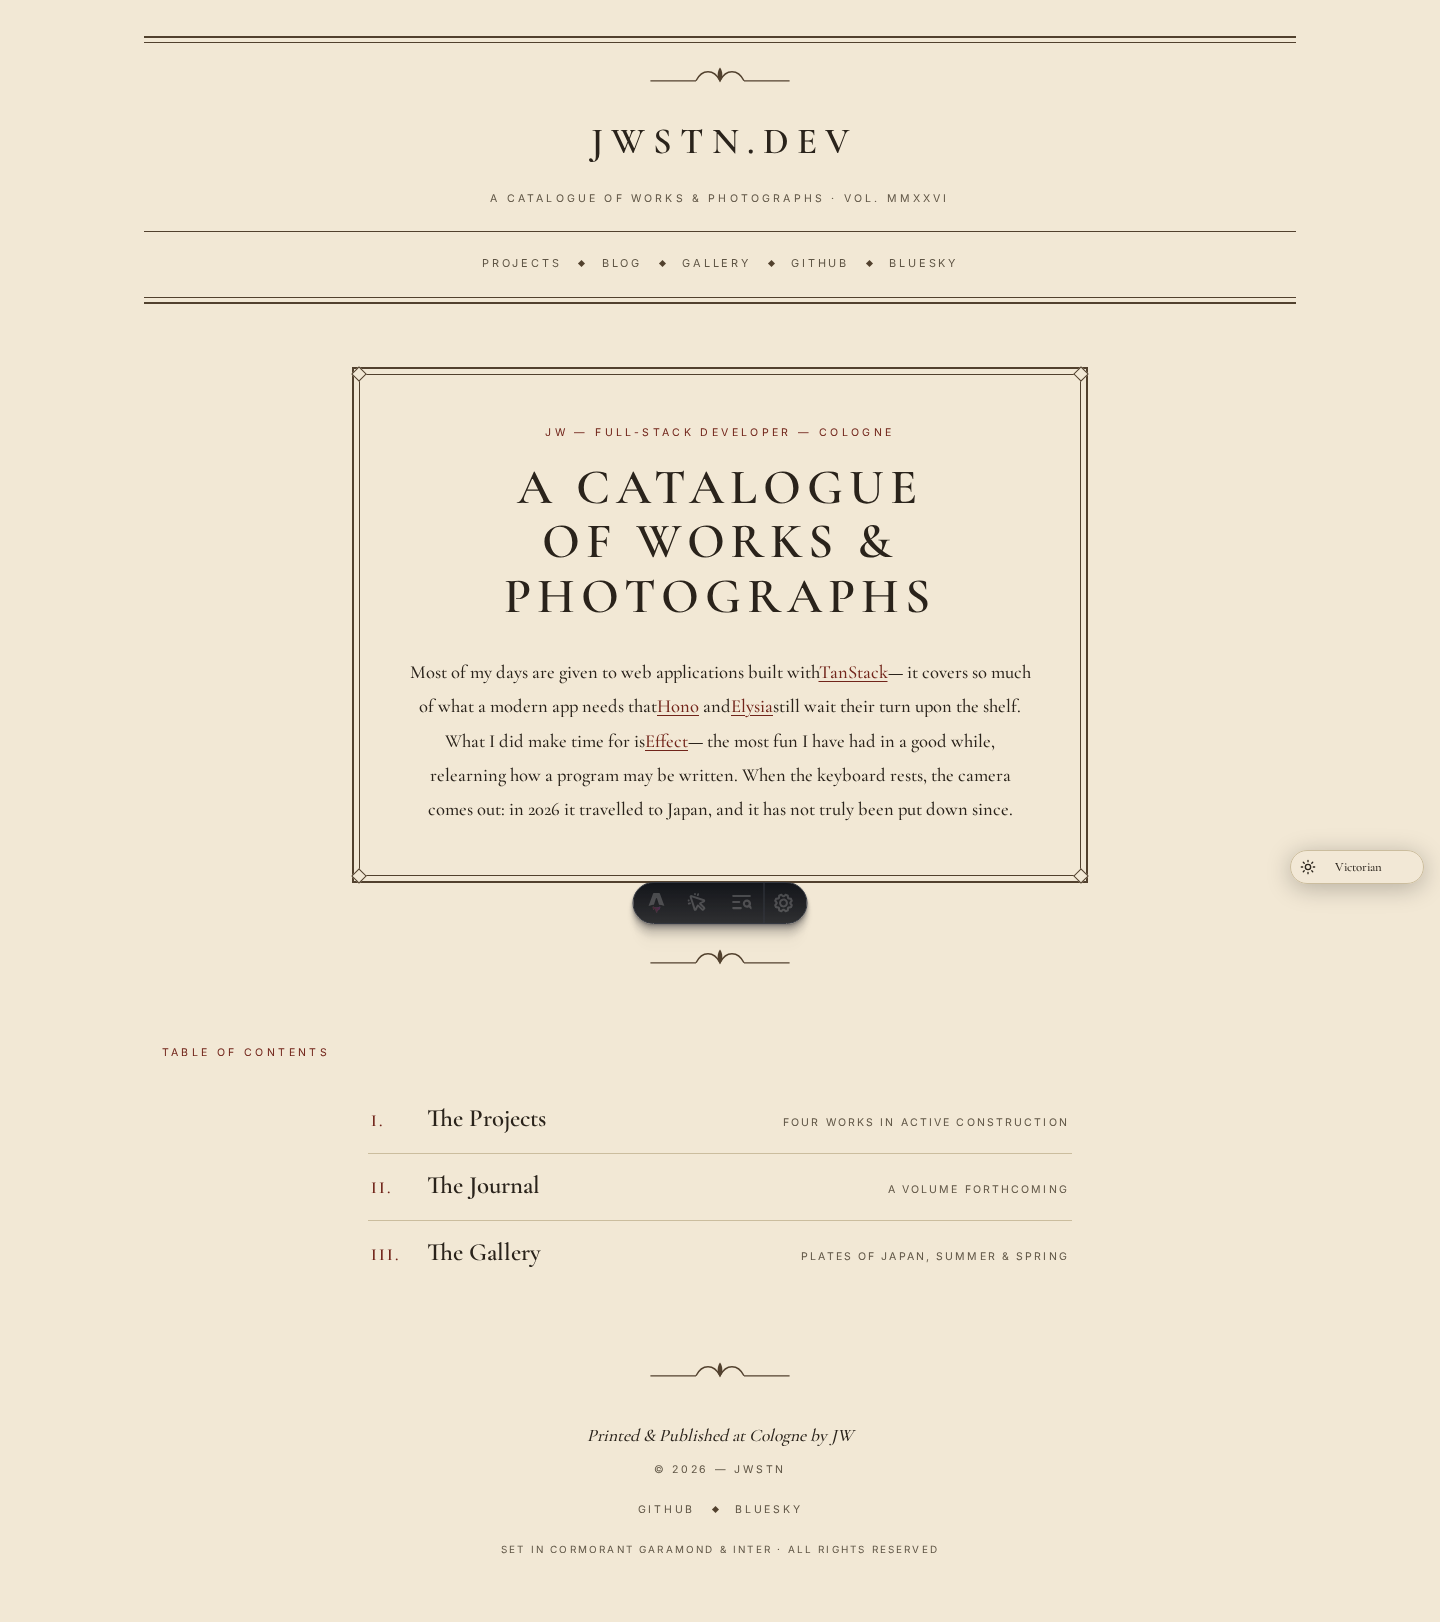 JWSTN.DEV
A CATALOGUE OF WORKS & PHOTOGRAPHS · VOL. MMXXVI
PROJECTS ◆ BLOG ◆ GALLERY ◆ GITHUB ◆ BLUESKY
JW — FULL-STACK DEVELOPER — COLOGNE
A CATALOGUE
OF WORKS &
PHOTOGRAPHS
Most of my days are given to web applications built withTanStack— it covers so much
of what a modern app needs thatHono andElysiastill wait their turn upon the shelf.
What I did make time for isEffect— the most fun I have had in a good while,
relearning how a program may be written. When the keyboard rests, the camera
comes out: in 2026 it travelled to Japan, and it has not truly been put down since.
Victorian
TABLE OF CONTENTS
I. The Projects FOUR WORKS IN ACTIVE CONSTRUCTION
II. The Journal A VOLUME FORTHCOMING
III. The Gallery PLATES OF JAPAN, SUMMER & SPRING
Printed & Published at Cologne by JW
© 2026 — JWSTN
GITHUB ◆ BLUESKY
SET IN CORMORANT GARAMOND & INTER · ALL RIGHTS RESERVED